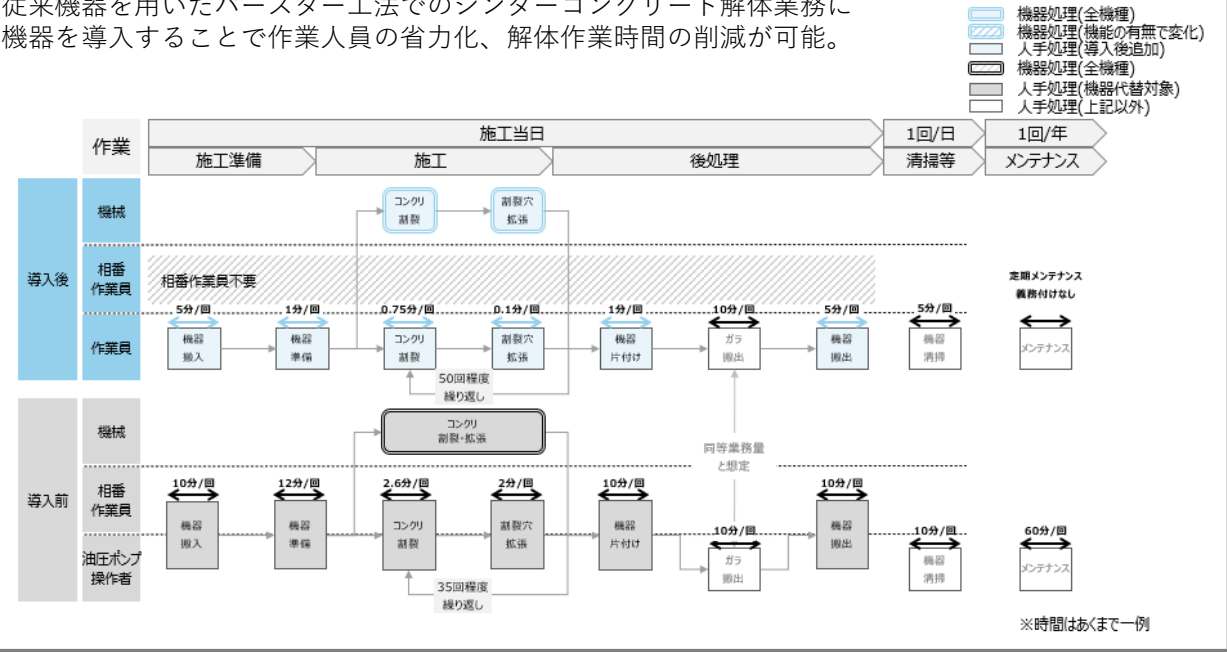 従来機器を用いたバースター工法でのシンダーコンクリート解体業務に
機器を導入することで作業人員の省力化、解体作業時間の削減が可能。
機器処理(全機種)
機器処理(機能の有無で変化)
人手処理(導入後追加)
機器処理(全機種)
人手処理(機器代替対象)
人手処理(上記以外)
作業
施工当日
1回/日
1回/年
施工準備
施工
後処理
清掃等
メンテナンス
導入後
機械
コンクリ
割裂
割裂穴
拡張
相番
作業員
相番作業員不要
定期メンテナンス
義務付けなし
作業員
5分/回
1分/回
0.75分/回
0.1分/回
1分/回
10分/回
5分/回
5分/回
機器
搬入
機器
準備
コンクリ
割裂
割裂穴
拡張
機器
片付け
ガラ
搬出
機器
搬出
機器
清掃
メンテナンス
50回程度
繰り返し
導入前
機械
コンクリ
割裂・拡張
同等業務量
と想定
相番
作業員
油圧ポンプ
操作者
10分/回
12分/回
2.6分/回
2分/回
10分/回
10分/回
10分/回
10分/回
60分/回
機器
搬入
機器
準備
コンクリ
割裂
割裂穴
拡張
機器
片付け
ガラ
搬出
機器
搬出
機器
清掃
メンテナンス
35回程度
繰り返し
※時間はあくまで一例